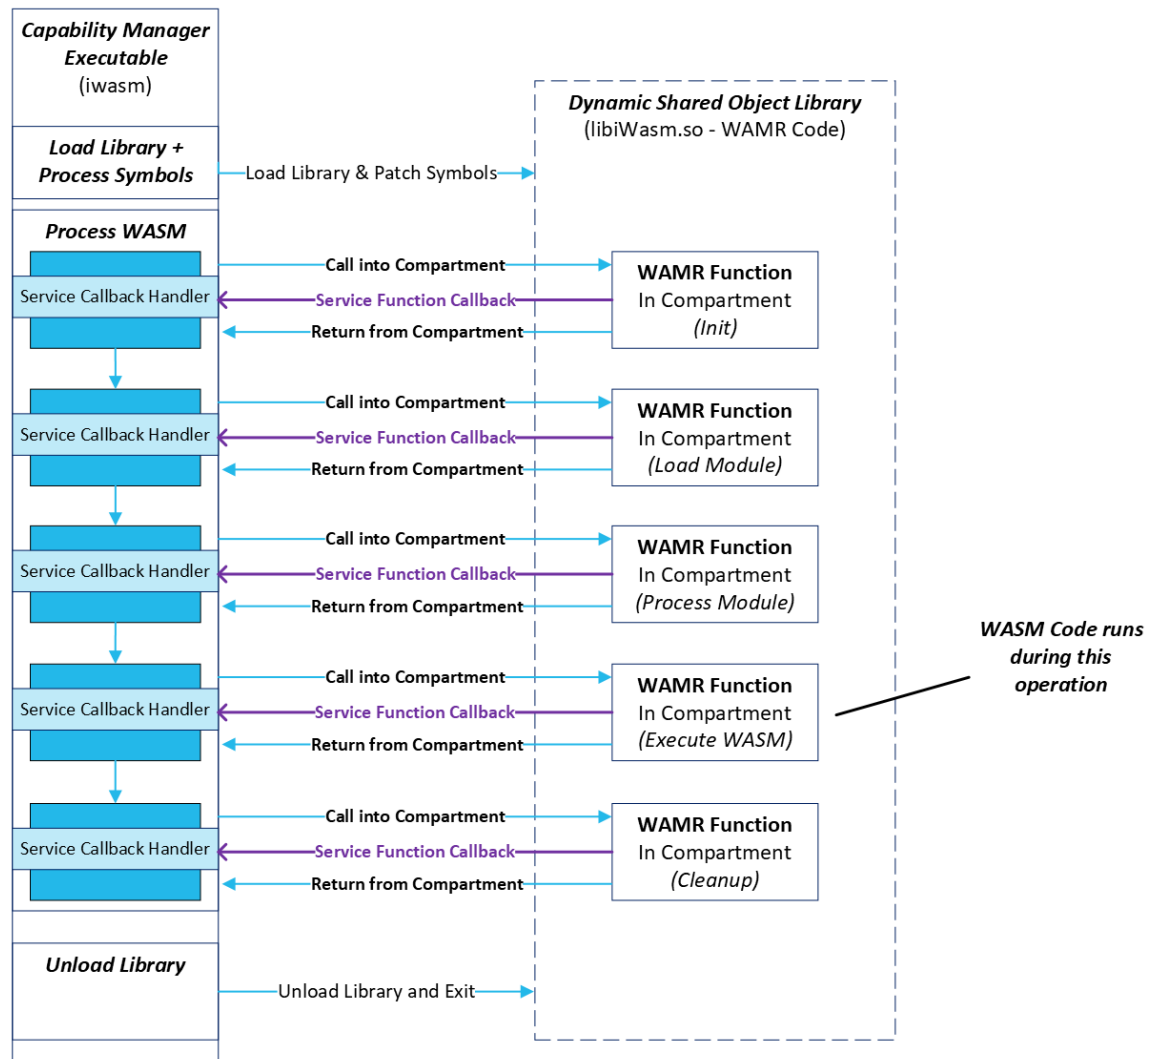 Capability Manager
Executable
(iwasm)
Dynamic Shared Object Library
(libiWasm.so - WAMR Code)
Load Library +
Process Symbols
Load Library & Patch Symbols
Process WASM
Call into Compartment
Service Callback Handler
Service Function Callback
Return from Compartment
WAMR Function
In Compartment
(Init)
Call into Compartment
Service Callback Handler
Service Function Callback
Return from Compartment
WAMR Function
In Compartment
(Load Module)
Call into Compartment
Service Callback Handler
Service Function Callback
Return from Compartment
WAMR Function
In Compartment
(Process Module)
WASM Code runs
during this
operation
Call into Compartment
Service Callback Handler
Service Function Callback
Return from Compartment
WAMR Function
In Compartment
(Execute WASM)
Call into Compartment
Service Callback Handler
Service Function Callback
Return from Compartment
WAMR Function
In Compartment
(Cleanup)
Unload Library
Unload Library and Exit